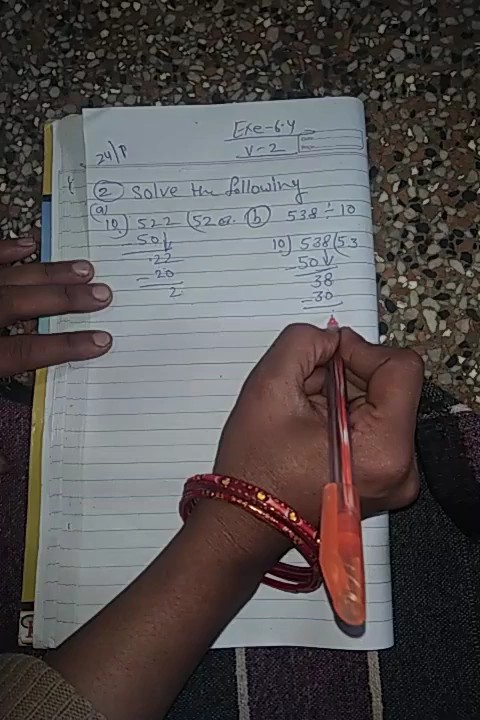 Exe-6.4
V-2
24|P
② Solve the following
(a)
10) 522 (52
50↓
22
- 20
2
(b) 538 ÷ 10
10) 538 (53
- 50↓
38
- 30